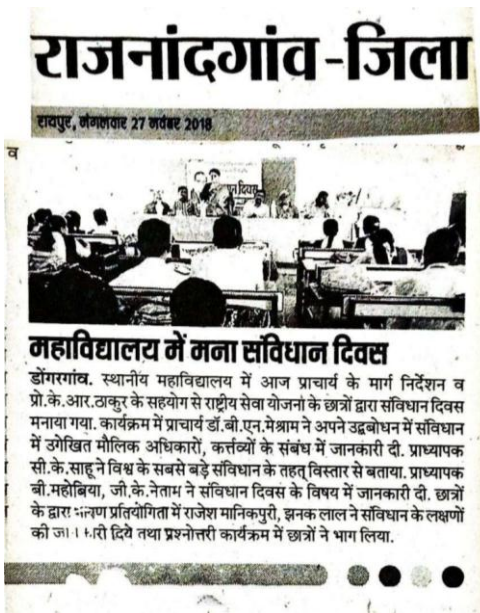 राजनांदगांव-जिला
रायपुर, मंगलवार 27 नवंबर 2018
व
दिवस
महाविद्यालय में मना संविधान दिवस
डोंगरगांव. स्थानीय महाविद्यालय में आज प्राचार्य के मार्ग निर्देशन व
प्रो.के.आर.ठाकुर के सहयोग से राष्ट्रीय सेवा योजना के छात्रों द्वारा संविधान दिवस
मनाया गया. कार्यक्रम में प्राचार्य डॉ.बी.एन.मेश्राम ने अपने उद्बोधन में संविधान
में उगेखित मौलिक अधिकारों, कर्त्तव्यों के संबंध में जानकारी दी. प्राध्यापक
सी.के.साहू ने विश्व के सबसे बड़े संविधान के तहत् विस्तार से बताया. प्राध्यापक
बी.महोबिया, जी.के.नेताम ने संविधान दिवस के विषय में जानकारी दी. छात्रों
के द्वारा भाषण प्रतियोगिता में राजेश मानिकपुरी, झनक लाल ने संविधान के लक्षणों
की जानकारी दिये तथा प्रश्नोत्तरी कार्यक्रम में छात्रों ने भाग लिया.